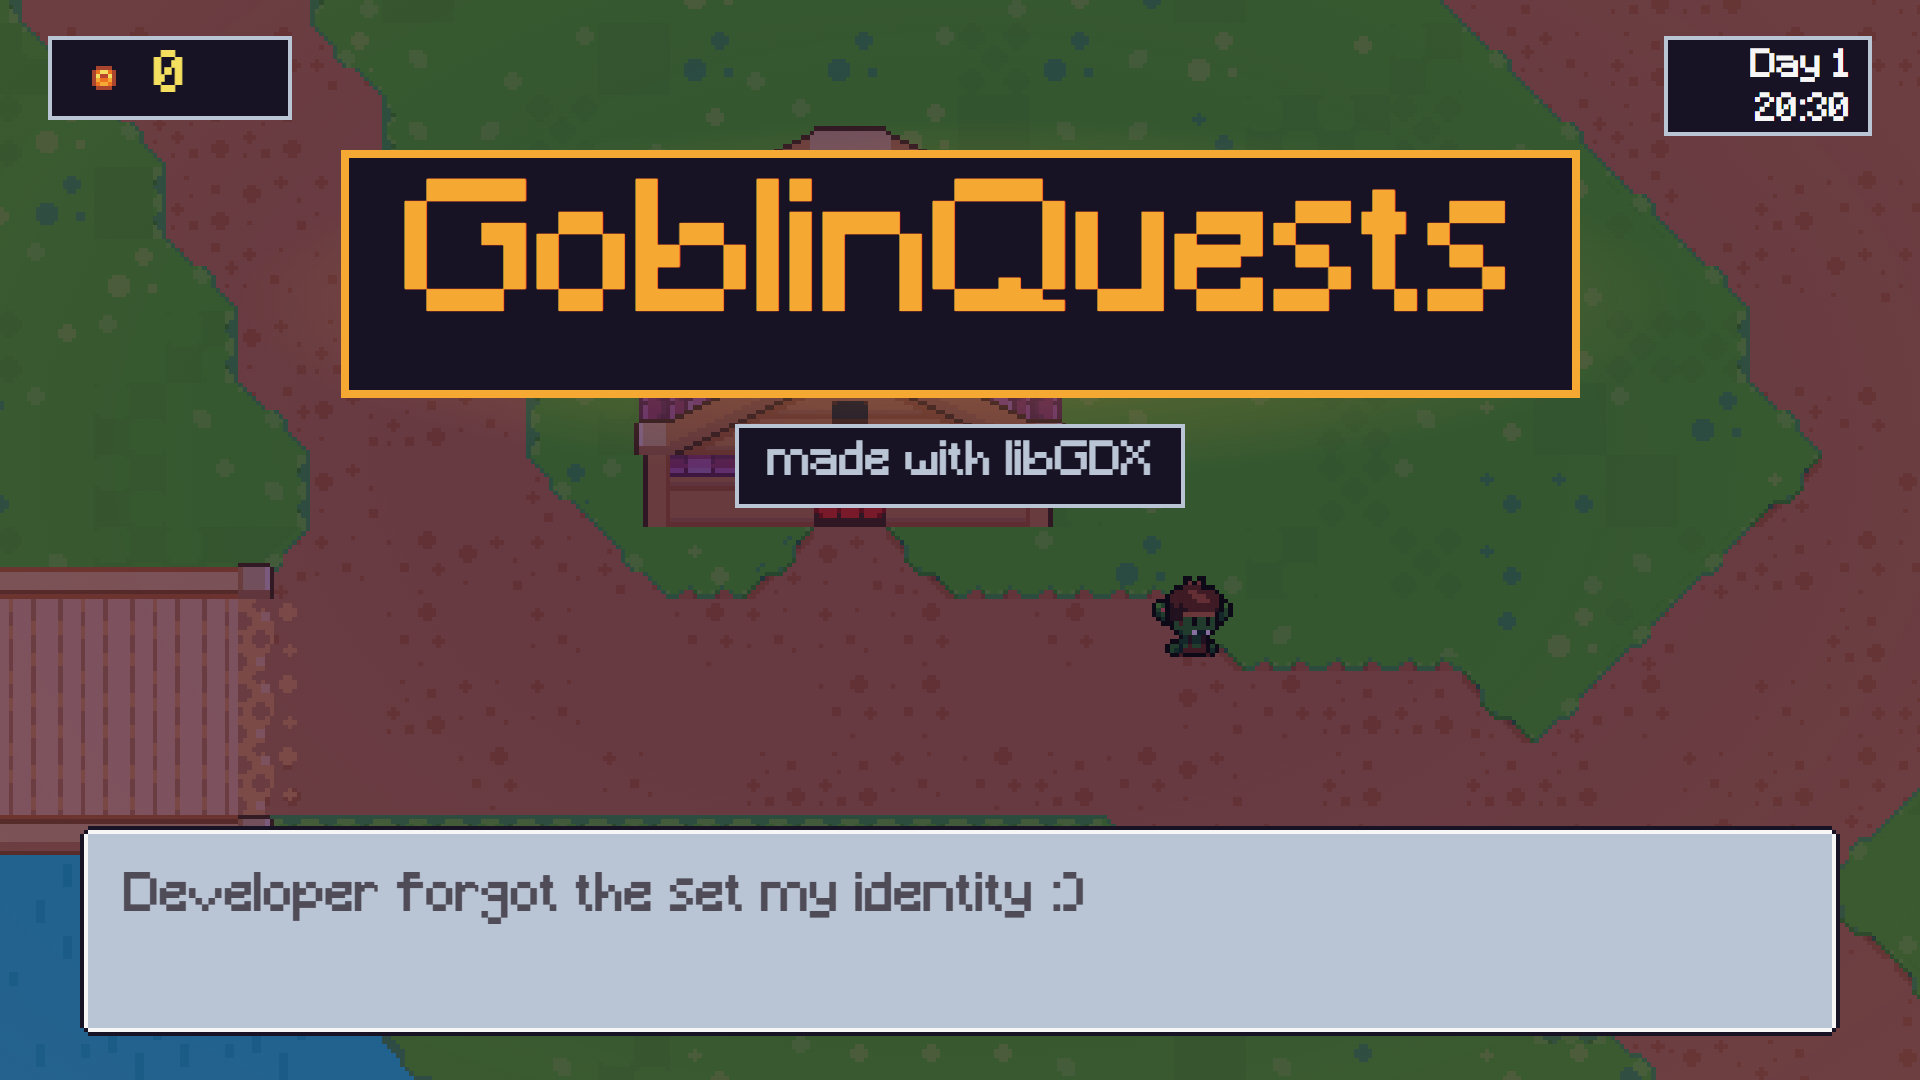 0
Day 1
20:30
GoblinQuests
made with libGDX
Developer forgot the set my identity :)